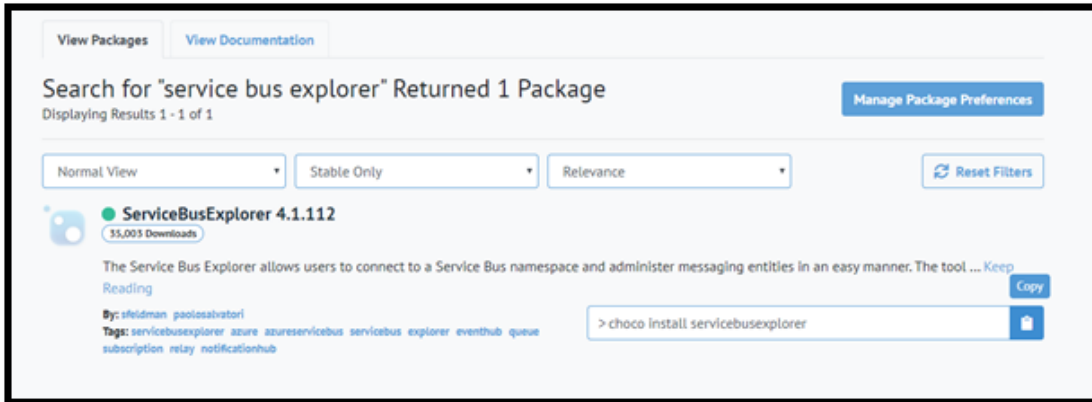 View Packages
View Documentation
Search for "service bus explorer" Returned 1 Package
Manage Package Preferences
Displaying Results 1 - 1 of 1
Normal View
Stable Only
Relevance
Reset Filters
ServiceBusExplorer 4.1.112
35,003 Downloads
The Service Bus Explorer allows users to connect to a Service Bus namespace and administer messaging entities in an easy manner. The tool ... Keep
Reading
Copy
By: sfeldman paolosalvatori
> choco install servicebusexplorer
Tags: servicebusexplorer azure azureservicebus servicebus explorer eventhub queue
subscription relay notificationhub